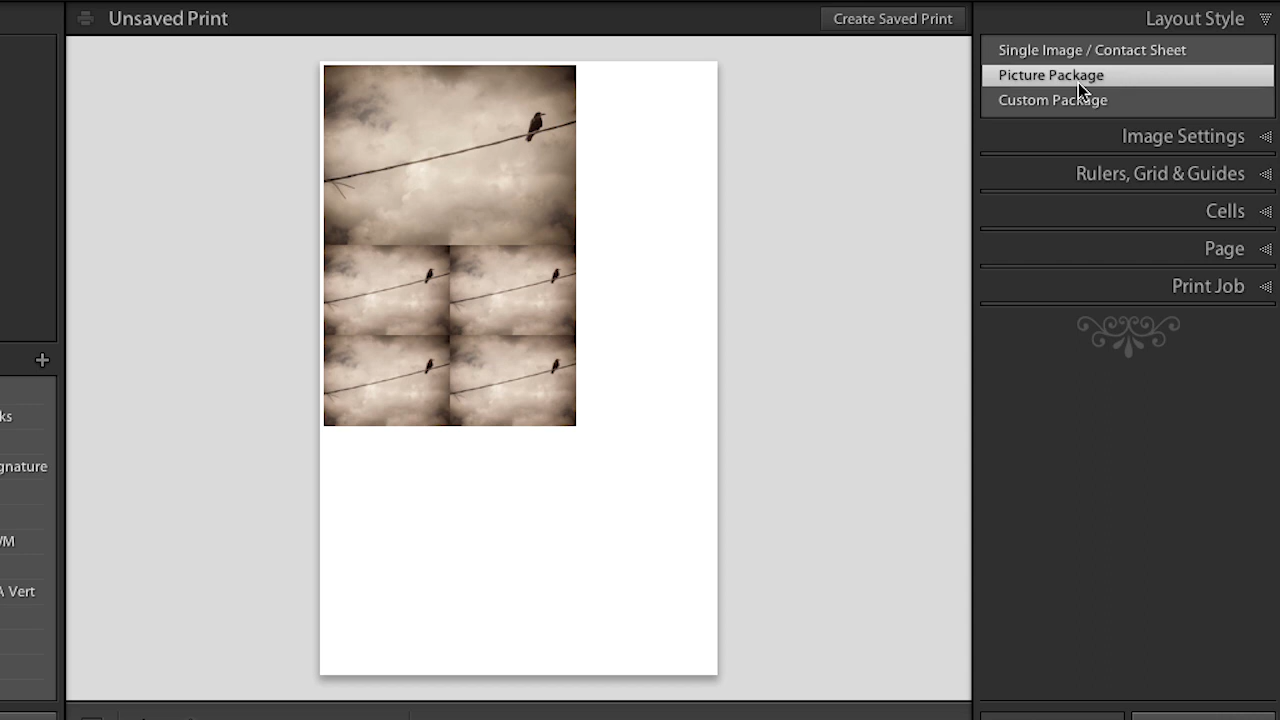 Unsaved Print
Create Saved Print
Layout Style
Single Image / Contact Sheet
Picture Package
Custom Package
Image Settings
Rulers, Grid & Guides
Cells
Page
Print Job
ks
gnature
VM
A Vert